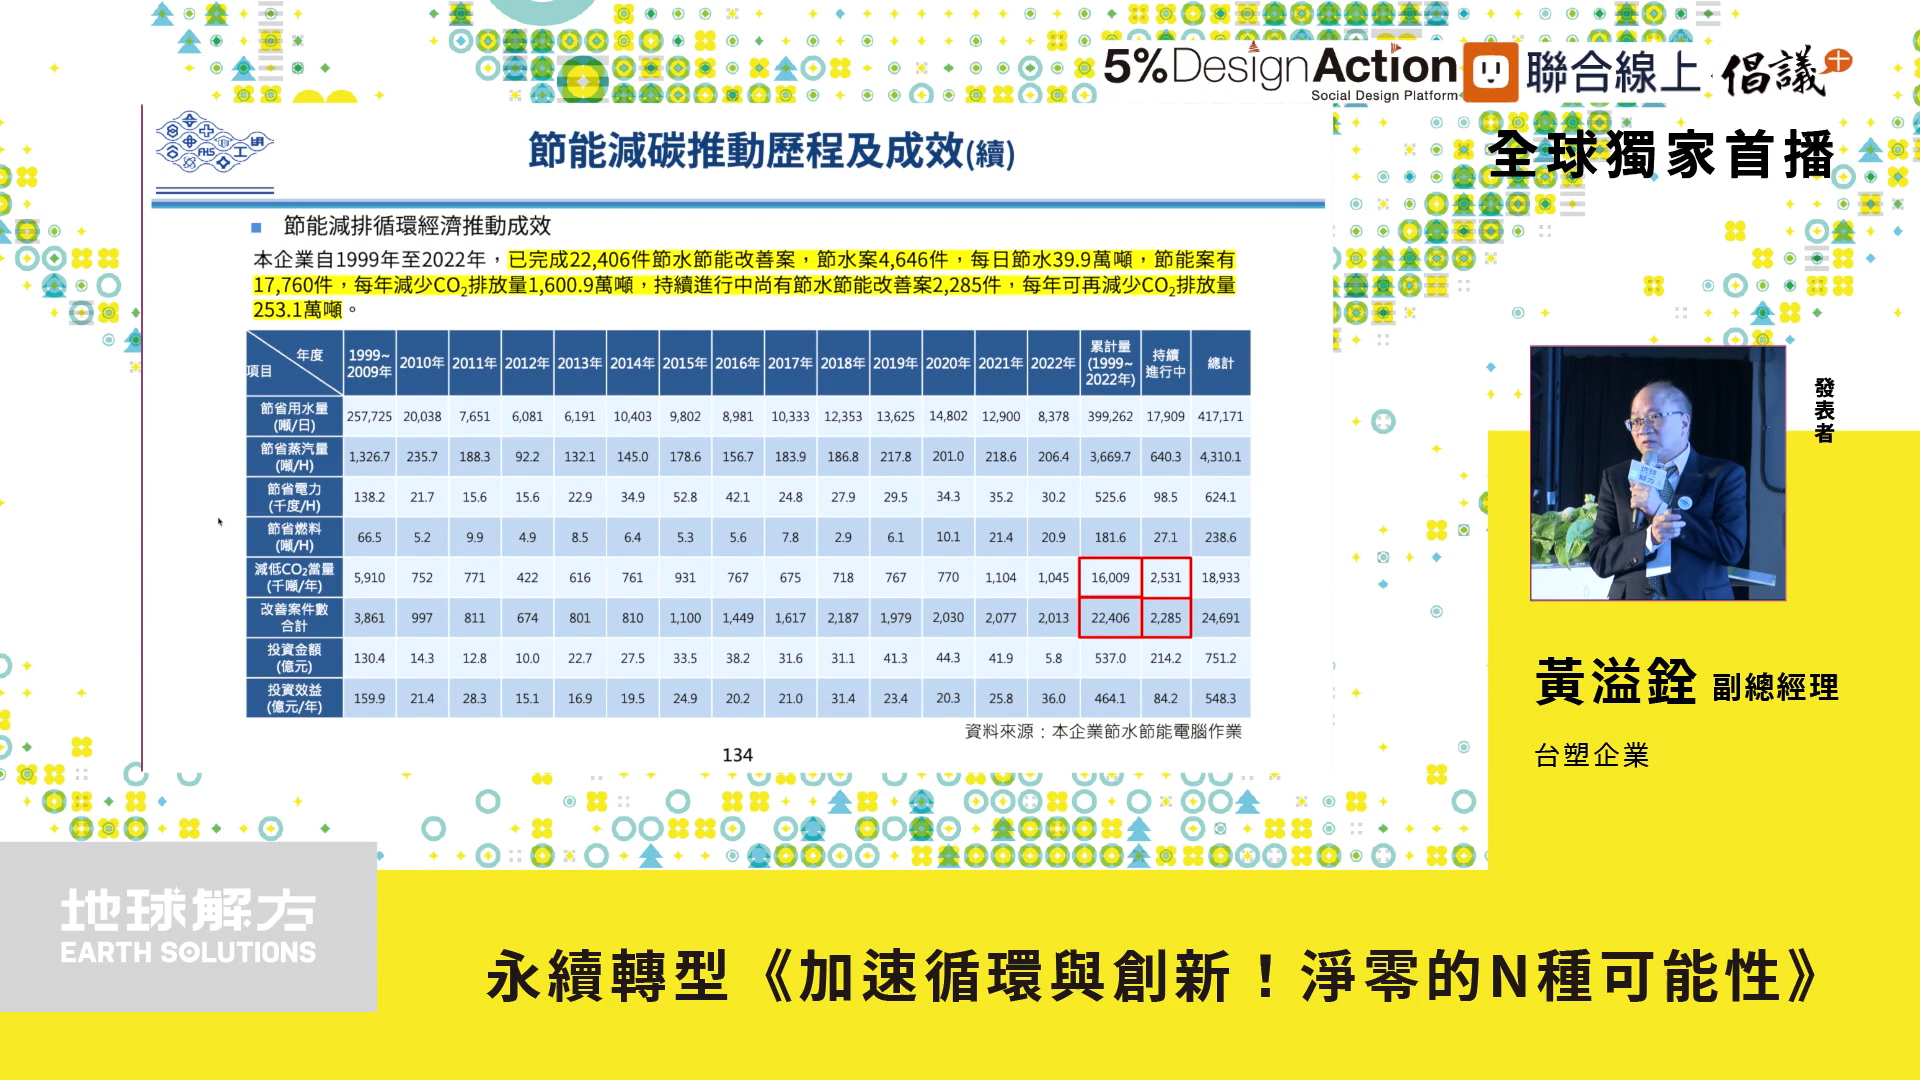 5%DesignAction
Social Design Platform
聯合線上
倡議+
全球獨家首播
FHS
工
明
節能減碳推動歷程及成效(續)
節能減排循環經濟推動成效
本企業自1999年至2022年，已完成22,406件節水節能改善案，節水案4,646件，每日節水39.9萬噸，節能案有
17,760件，每年減少CO2排放量1,600.9萬噸，持續進行中尚有節水節能改善案2,285件，每年可再減少CO2排放量
253.1萬噸。
年度 項目 1999~2009年 2010年 2011年 2012年 2013年 2014年 2015年 2016年 2017年 2018年 2019年 2020年 2021年 2022年 累計量(1999~2022年) 持續進行中 總計
節省用水量(噸/日) 257,725 20,038 7,651 6,081 6,191 10,403 9,802 8,981 10,333 12,353 13,625 14,802 12,900 8,378 399,262 17,909 417,171
節省蒸汽量(噸/H) 1,326.7 235.7 188.3 92.2 132.1 145.0 178.6 156.7 183.9 186.8 217.8 201.0 218.6 206.4 3,669.7 640.3 4,310.1
節省電力(千度/H) 138.2 21.7 15.6 15.6 22.9 34.9 52.8 42.1 24.8 27.9 29.5 34.3 35.2 30.2 525.6 98.5 624.1
節省燃料(噸/H) 66.5 5.2 9.9 4.9 8.5 6.4 5.3 5.6 7.8 2.9 6.1 10.1 21.4 20.9 181.6 27.1 238.6
減低CO2當量(千噸/年) 5,910 752 771 422 616 761 931 767 675 718 767 770 1,104 1,045 16,009 2,531 18,933
改善案件數合計 3,861 997 811 674 801 810 1,100 1,449 1,617 2,187 1,979 2,030 2,077 2,013 22,406 2,285 24,691
投資金額(億元) 130.4 14.3 12.8 10.0 22.7 27.5 33.5 38.2 31.6 31.1 41.3 44.3 41.9 5.8 537.0 214.2 751.2
投資效益(億元/年) 159.9 21.4 28.3 15.1 16.9 19.5 24.9 20.2 21.0 31.4 23.4 20.3 25.8 36.0 464.1 84.2 548.3
資料來源：本企業節水節能電腦作業
134
發表者
地球
解方
黃溢銓 副總經理
台塑企業
地球解方
EARTH SOLUTIONS
永續轉型《加速循環與創新！淨零的N種可能性》